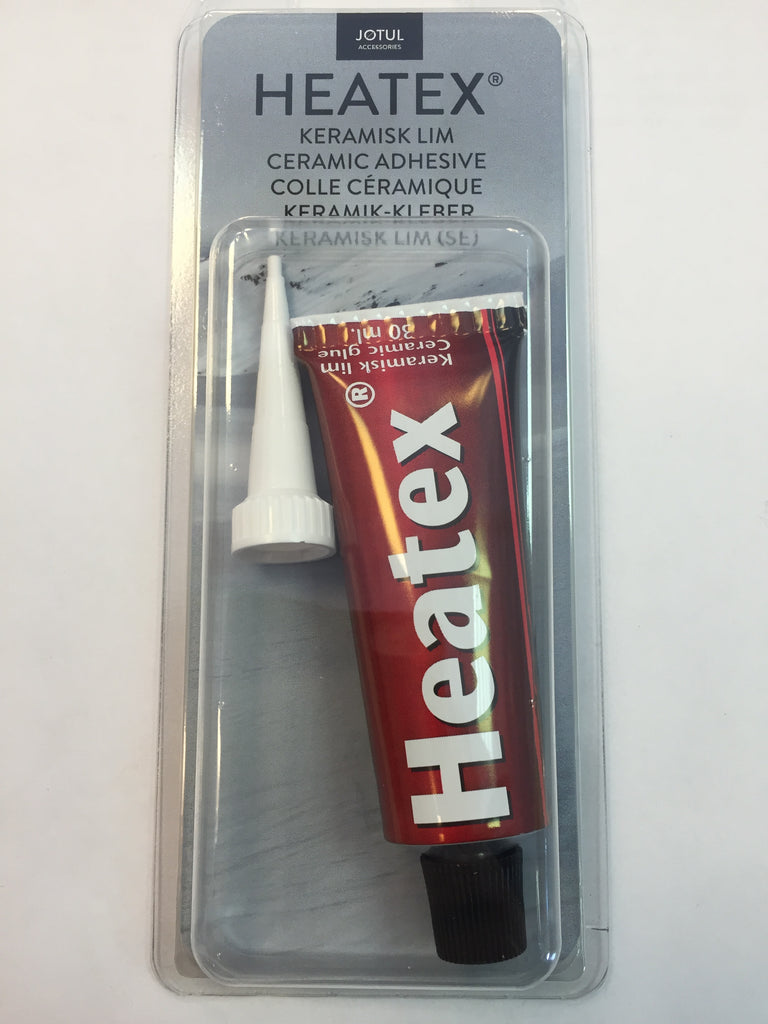 JØTUL
ACCESSORIES
HEATEX®
KERAMISK LIM
CERAMIC ADHESIVE
COLLE CÉRAMIQUE
KERAMIK-KLEBER
KERAMISK LIM (SE)
Heatex®
Keramisk lim
Ceramic glue
30 ml.